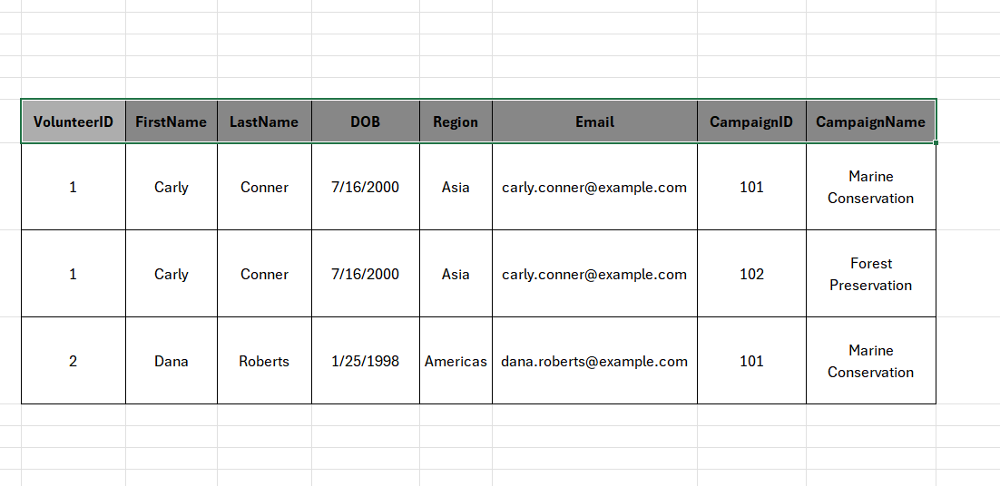 VolunteerID FirstName LastName DOB Region Email CampaignID CampaignName
1 Carly Conner 7/16/2000 Asia carly.conner@example.com 101 Marine
Conservation
1 Carly Conner 7/16/2000 Asia carly.conner@example.com 102 Forest
Preservation
2 Dana Roberts 1/25/1998 Americas dana.roberts@example.com 101 Marine
Conservation